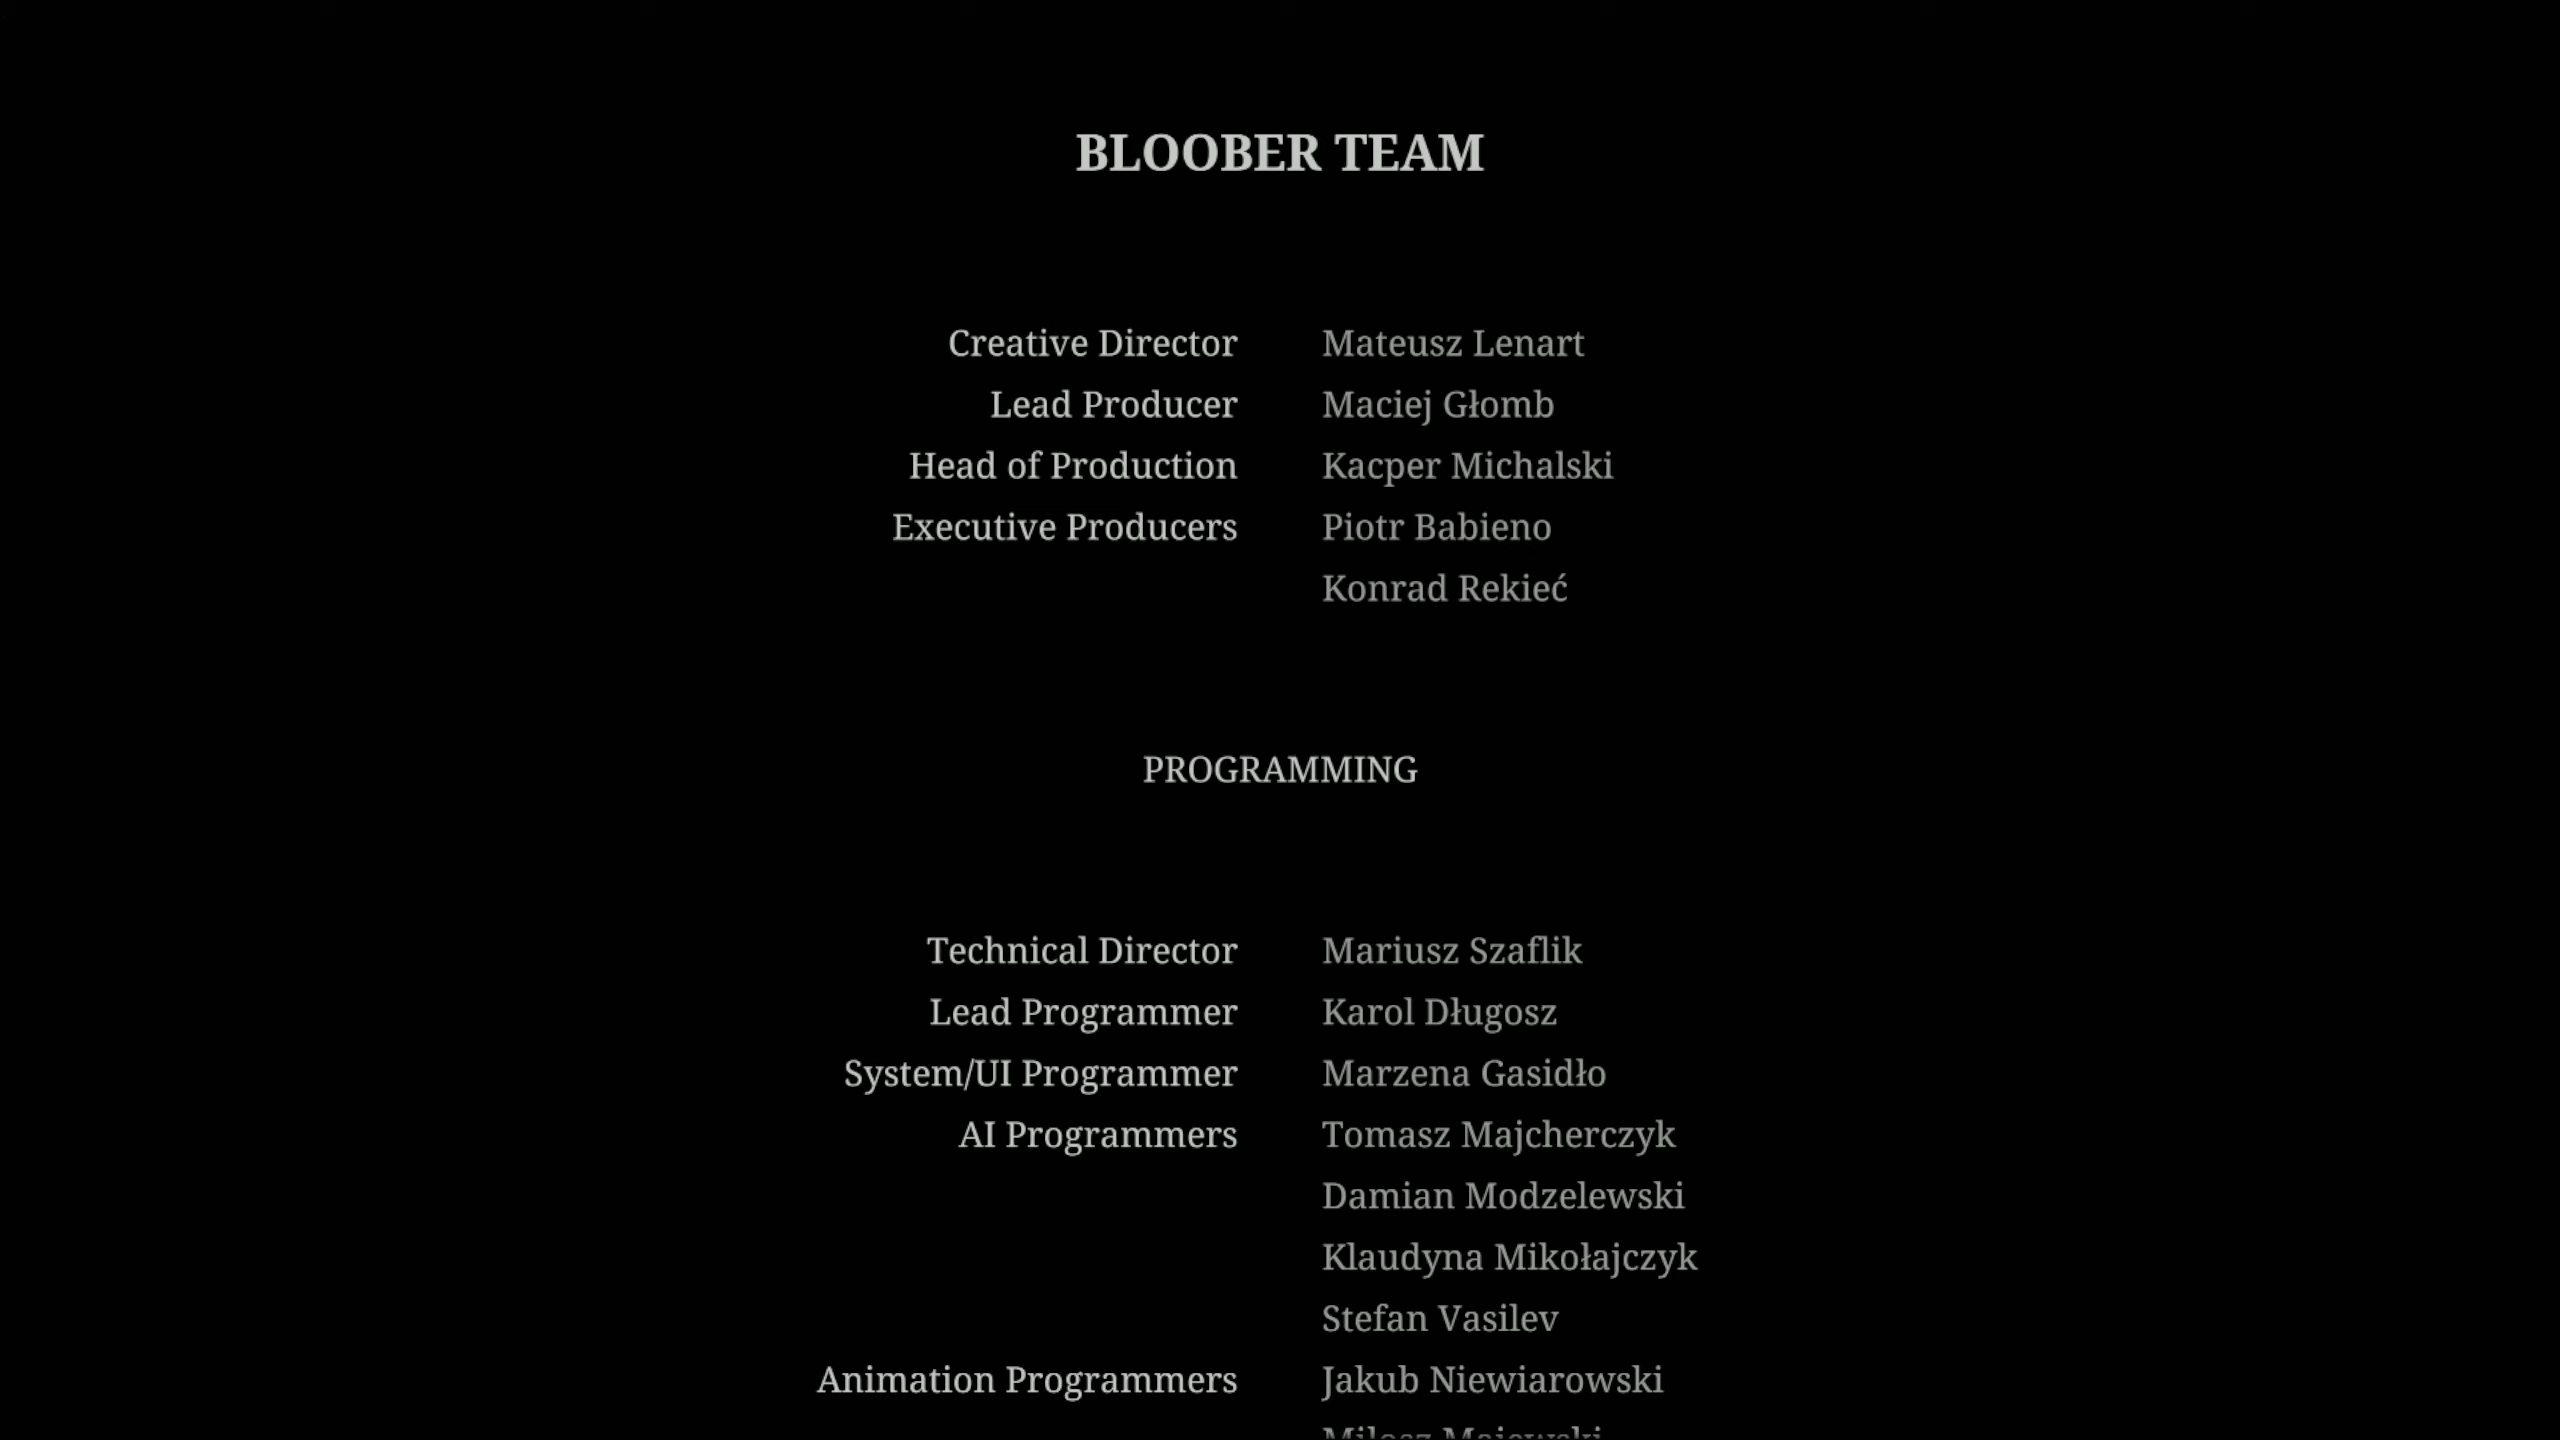 BLOOBER TEAM
Creative Director Mateusz Lenart
Lead Producer Maciej Głomb
Head of Production Kacper Michalski
Executive Producers Piotr Babieno
Konrad Rekieć
PROGRAMMING
Technical Director Mariusz Szaflik
Lead Programmer Karol Długosz
System/UI Programmer Marzena Gasidło
AI Programmers Tomasz Majcherczyk
Damian Modzelewski
Klaudyna Mikołajczyk
Stefan Vasilev
Animation Programmers Jakub Niewiarowski